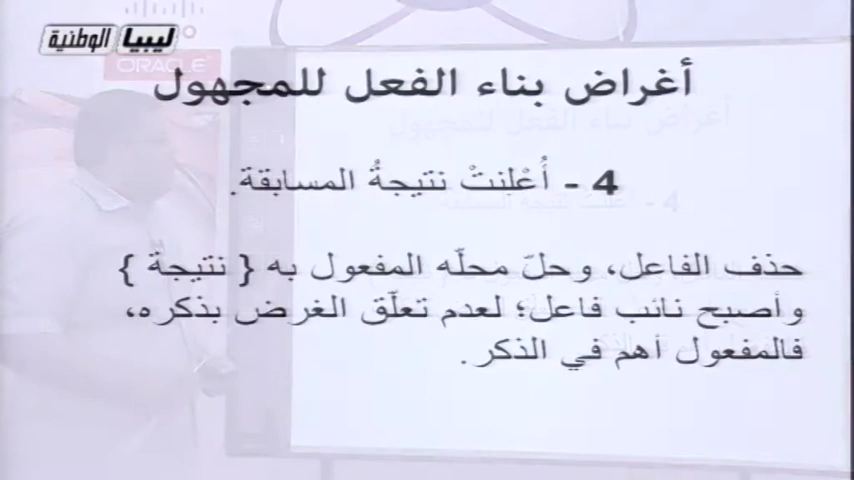 ليبيا الوطنية
ORACLE
أغراض بناء الفعل للمجهول
4 - أُعْلنتْ نتيجةُ المسابقة.
حذف الفاعل، وحلّ محلّه المفعول به { نتيجة }
وأصبح نائب فاعل؛ لعدم تعلّق الغرض بذكره،
فالمفعول أهم في الذكر.